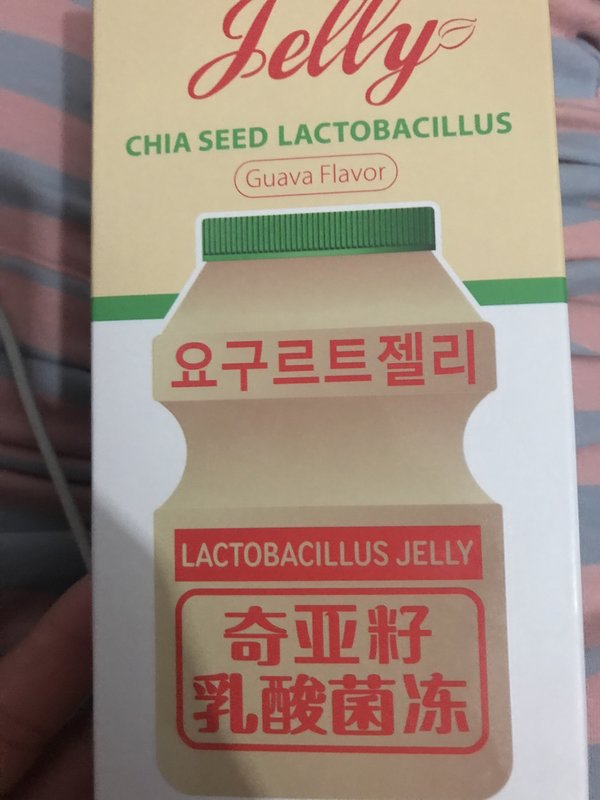 Jelly
CHIA SEED LACTOBACILLUS
Guava Flavor
요구르트젤리
LACTOBACILLUS JELLY
奇亚籽
乳酸菌冻